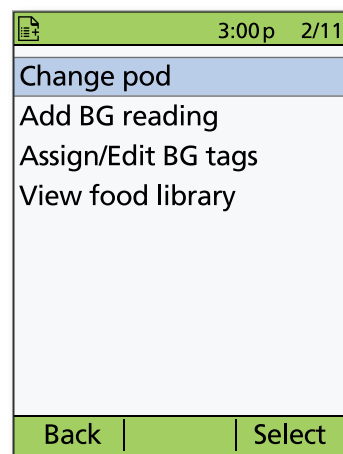 3:00p 2/11
Change pod
Add BG reading
Assign/Edit BG tags
View food library
Back Select